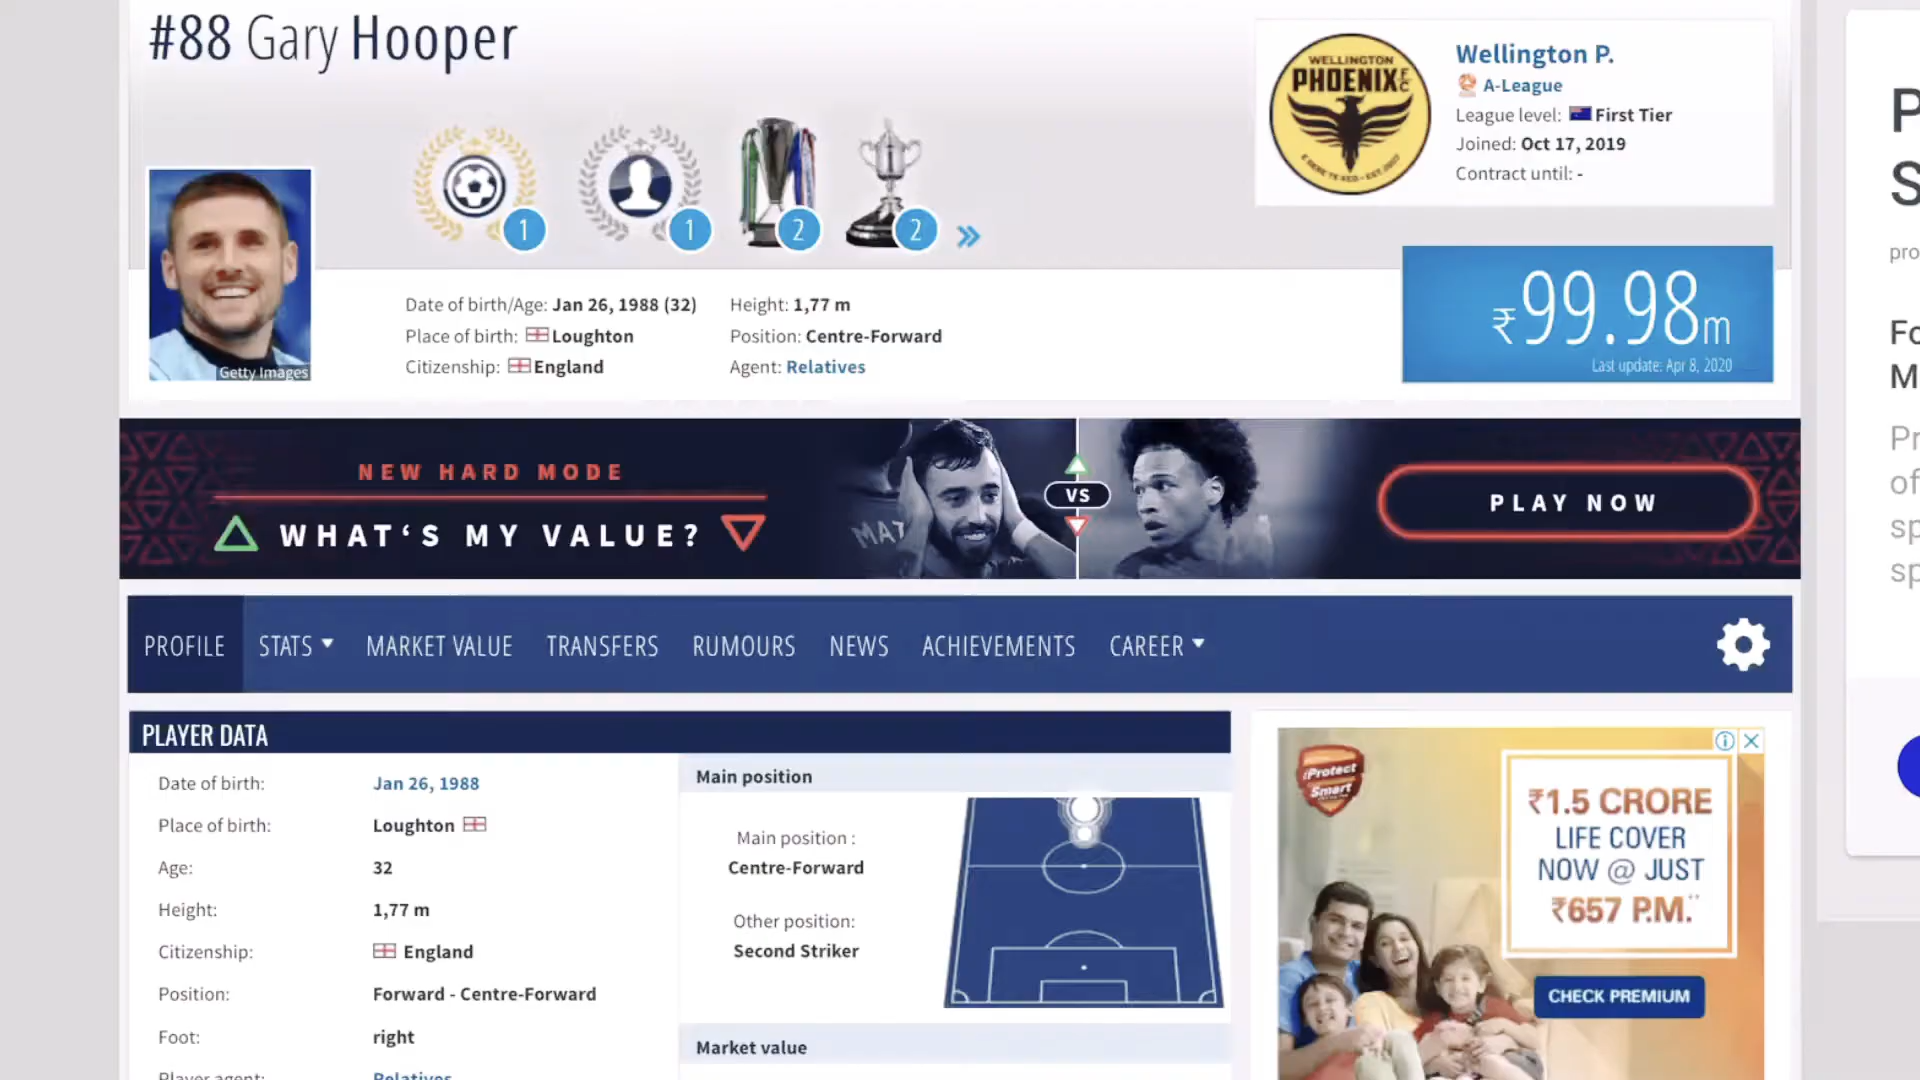 #88 Gary Hooper
WELLINGTON
PHOENIX FC
Wellington P.
A-League
League level: First Tier
Joined: Oct 17, 2019
Contract until: -
1
1
2
2
Getty Images
Date of birth/Age: Jan 26, 1988 (32)
Place of birth: Loughton
Citizenship: England
Height: 1,77 m
Position: Centre-Forward
Agent: Relatives
₹99.98m
Last update: Apr 8, 2020
NEW HARD MODE
WHAT‘S MY VALUE?
MAT
VS
PLAY NOW
PROFILE
STATS
MARKET VALUE
TRANSFERS
RUMOURS
NEWS
ACHIEVEMENTS
CAREER
PLAYER DATA
Date of birth: Jan 26, 1988
Place of birth: Loughton
Age: 32
Height: 1,77 m
Citizenship: England
Position: Forward - Centre-Forward
Foot: right
Player agent: Relatives
Main position
Main position :
Centre-Forward
Other position:
Second Striker
Market value
iProtect
Smart
₹1.5 CRORE
LIFE COVER
NOW @ JUST
₹657 P.M.
CHECK PREMIUM